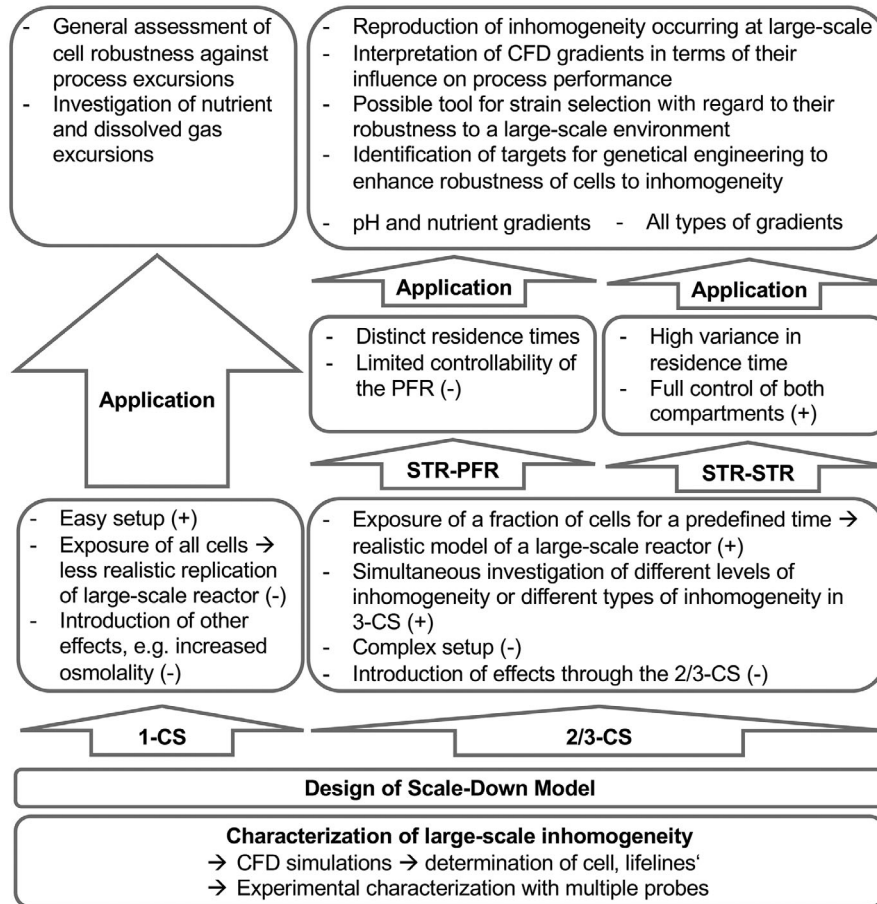 - General assessment of
cell robustness against
process excursions
- Investigation of nutrient
and dissolved gas
excursions
- Reproduction of inhomogeneity occurring at large-scale
- Interpretation of CFD gradients in terms of their
influence on process performance
- Possible tool for strain selection with regard to their
robustness to a large-scale environment
- Identification of targets for genetical engineering to
enhance robustness of cells to inhomogeneity
- pH and nutrient gradients - All types of gradients
Application
Application
Application
- Distinct residence times
- Limited controllability of
the PFR (-)
- High variance in
residence time
- Full control of both
compartments (+)
STR-PFR
STR-STR
- Easy setup (+)
- Exposure of all cells →
less realistic replication
of large-scale reactor (-)
- Introduction of other
effects, e.g. increased
osmolality (-)
- Exposure of a fraction of cells for a predefined time →
realistic model of a large-scale reactor (+)
- Simultaneous investigation of different levels of
inhomogeneity or different types of inhomogeneity in
3-CS (+)
- Complex setup (-)
- Introduction of effects through the 2/3-CS (-)
1-CS
2/3-CS
Design of Scale-Down Model
Characterization of large-scale inhomogeneity
→ CFD simulations → determination of cell‚ lifelines‘
→ Experimental characterization with multiple probes